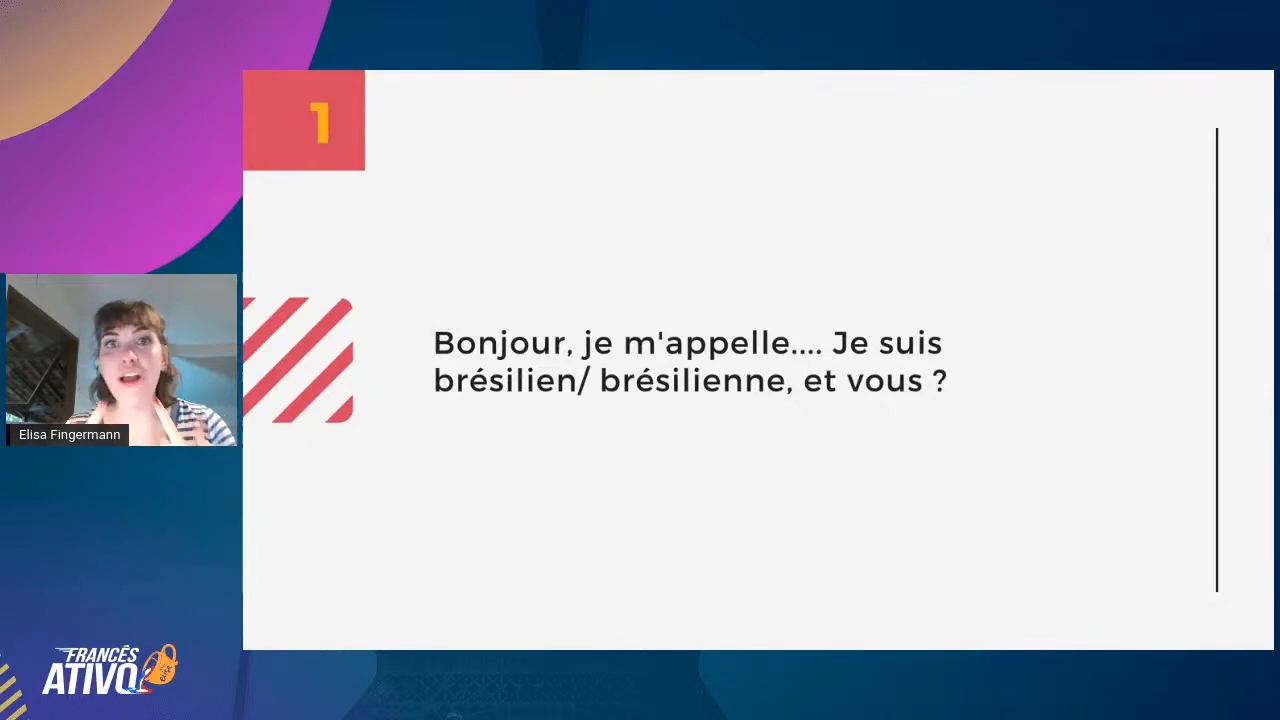 1
Bonjour, je m'appelle.... Je suis
brésilien/ brésilienne, et vous ?
Elisa Fingermann
FRANCÊS
ATIVO